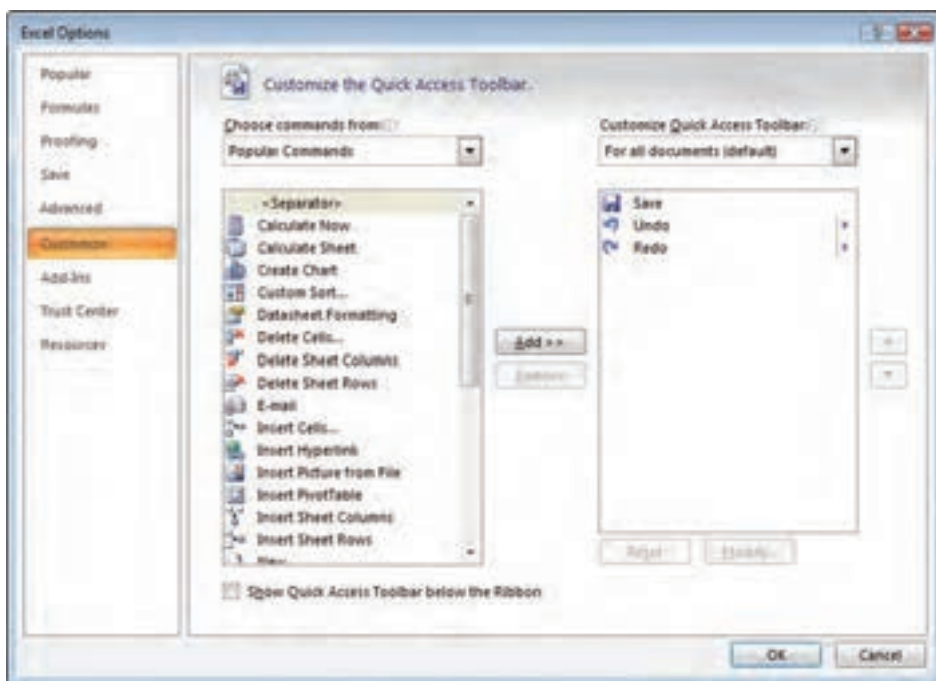 Excel Options
Popular
Formulas
Proofing
Save
Advanced
Customize
Add-Ins
Trust Center
Resources
Customize the Quick Access Toolbar.
Choose commands from:
Popular Commands
<Separator>
Calculate Now
Calculate Sheet
Create Chart
Custom Sort...
Datasheet Formatting
Delete Cells...
Delete Sheet Columns
Delete Sheet Rows
E-mail
Insert Cells...
Insert Hyperlink
Insert Picture from File
Insert PivotTable
Insert Sheet Columns
Insert Sheet Rows
New
Show Quick Access Toolbar below the Ribbon
Add >>
Remove
Customize Quick Access Toolbar:
For all documents (default)
Save
Undo
Redo
Reset
Modify...
OK
Cancel